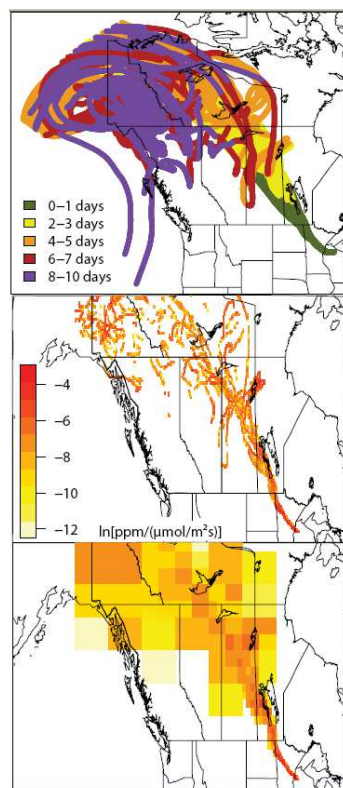 0–1 days
2–3 days
4–5 days
6–7 days
8–10 days
−4
−6
−8
−10
−12
ln[ppm/(μmol/m²s)]